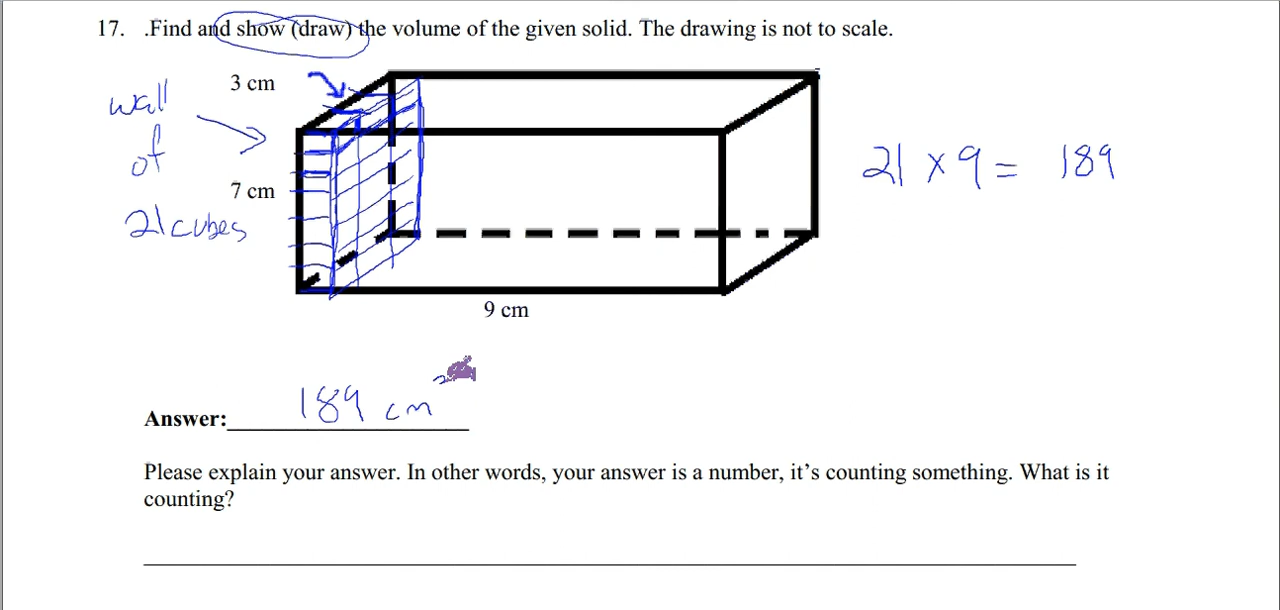 17. .Find and show (draw) the volume of the given solid. The drawing is not to scale.
3 cm
wall
of
21 cubes
7 cm
21 x 9 = 189
9 cm
Answer: 189 cm
Please explain your answer. In other words, your answer is a number, it's counting something. What is it
counting?